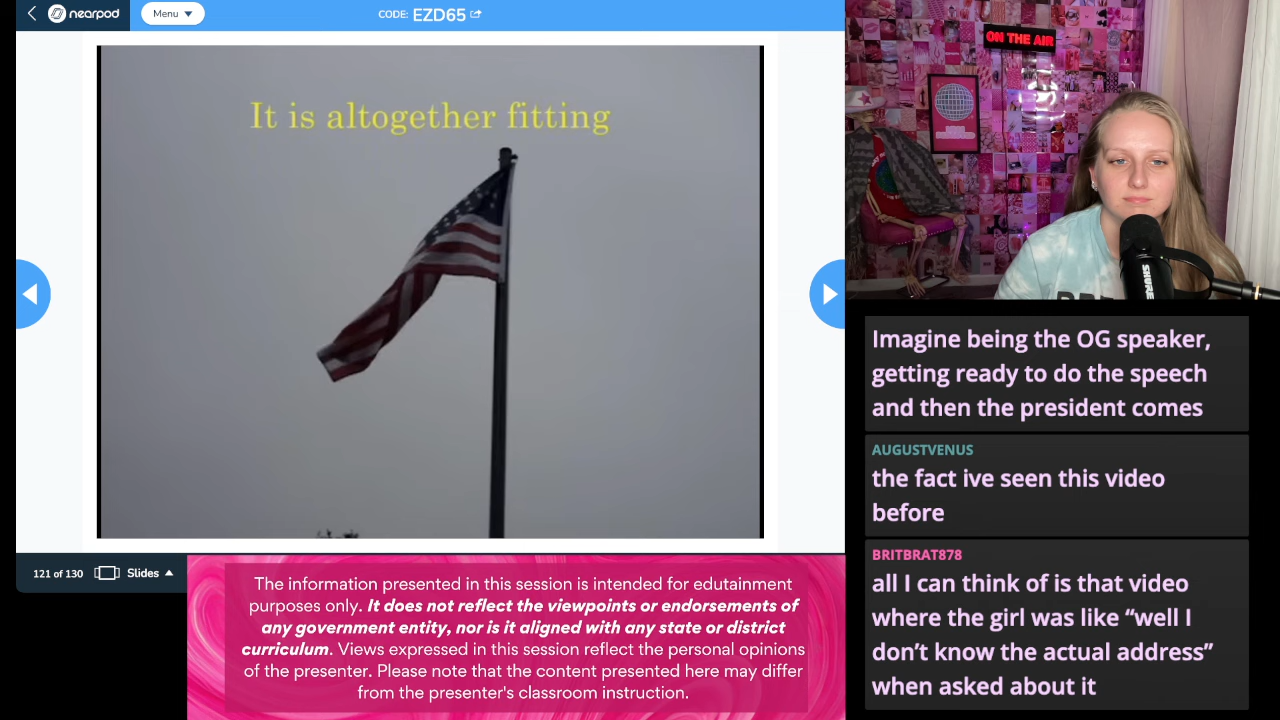 nearpod
Menu
CODE: EZD65
It is altogether fitting
121 of 130
Slides
The information presented in this session is intended for edutainment
purposes only. It does not reflect the viewpoints or endorsements of
any government entity, nor is it aligned with any state or district
curriculum. Views expressed in this session reflect the personal opinions
of the presenter. Please note that the content presented here may differ
from the presenter's classroom instruction.
ON THE AIR
SHURE
Imagine being the OG speaker,
getting ready to do the speech
and then the president comes
AUGUSTVENUS
the fact ive seen this video
before
BRITBRAT878
all I can think of is that video
where the girl was like “well I
don’t know the actual address”
when asked about it